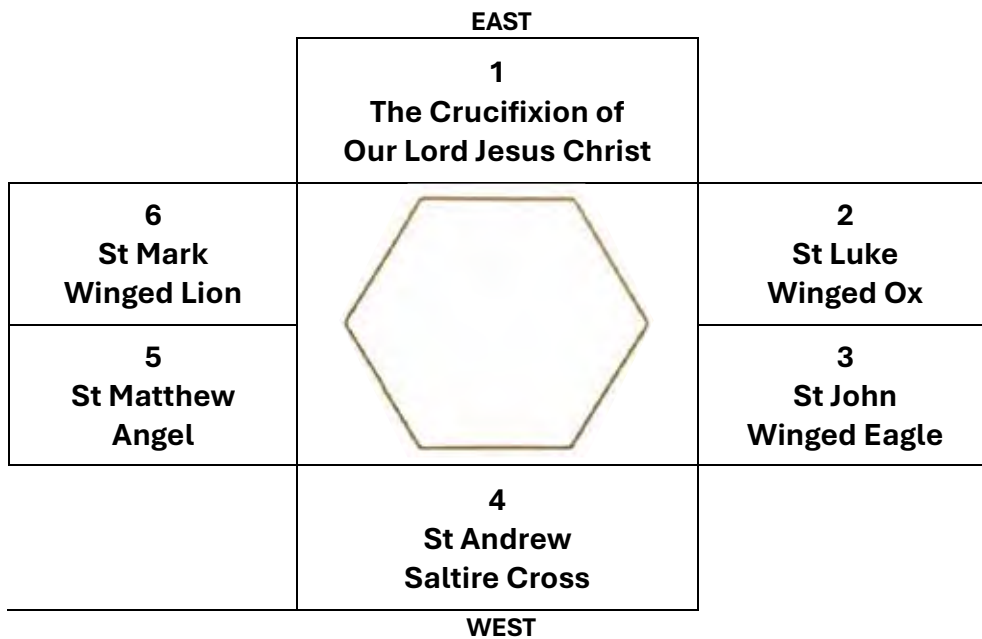 EAST
1
The Crucifixion of
Our Lord Jesus Christ
6
St Mark
Winged Lion
2
St Luke
Winged Ox
5
St Matthew
Angel
3
St John
Winged Eagle
4
St Andrew
Saltire Cross
WEST